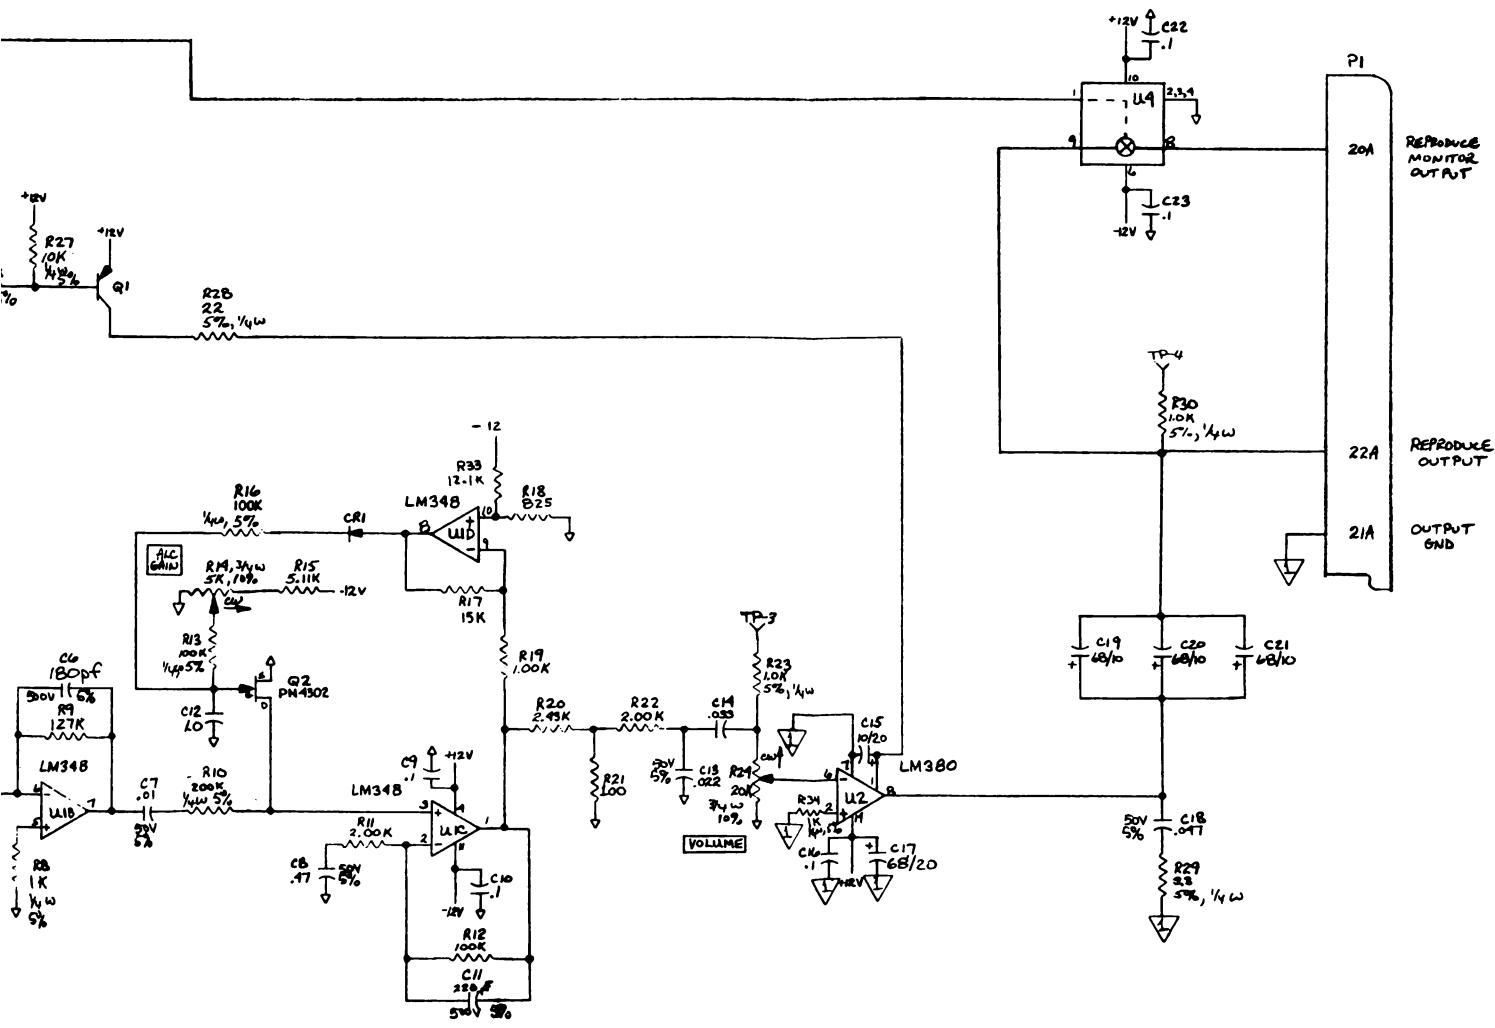 +12V
C22
.1
P1
10
1
U4
2,3,4
9
8
20A
REPRODUCE
MONITOR
OUTPUT
6
C23
.1
-12V
+12V
R27
10K
1/4W
5%
%
+12V
Q1
R28
22
5%, 1/4W
TP-4
R30
1.0K
5%, 1/4W
22A
REPRODUCE
OUTPUT
21A
OUTPUT
GND
1
- 12
R33
12.1K
R18
825
LM348
R16
100K
1/4W, 5%
CR1
8
U1D
10
+
-
9
ALC
GAIN
R14, 3/4W
5K, 10%
CW
R15
5.11K
-12V
R17
15K
R13
100K
1/4W 5%
R19
1.00K
C6
180pf
500V
5%
R9
127K
Q2
PN4302
S
G
D
C12
1.0
TP-3
R23
1.0K
5%, 1/4W
C19
68/10
+
C20
68/10
+
C21
68/10
+
R20
2.43K
R22
2.00K
C14
.033
1
C15
10/20
+
LM348
6
-
U1B
7
5
+
C7
.01
50V
5%
R10
200K
1/4W 5%
C9
.1
+12V
LM348
4
3
+
U1C
1
2
-
11
R21
100
50V
5%
C13
.022
CW
R24
20K
3/4W
10%
VOLUME
LM380
7
1
6
-
U2
8
2
+
14
R34
1K
1/4W, 5%
1
R11
2.00K
C8
.47
50V
5%
C10
.1
-12V
C16
.1
1
+12V
+
C17
68/20
1
50V
5%
C18
.047
R29
5%, 1/4W
1
R8
1K
1/4W
5%
R12
100K
C11
220pf
500V
5%